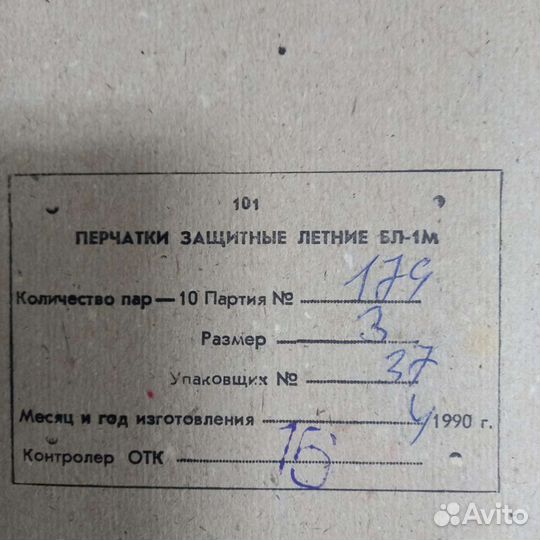 101
ПЕРЧАТКИ ЗАЩИТНЫЕ ЛЕТНИЕ БЛ-1М
Количество пар — 10 Партия № 179
Размер 3
Упаковщик № 37
Месяц и год изготовления 4 1990 г.
Контролер ОТК 15
Avito